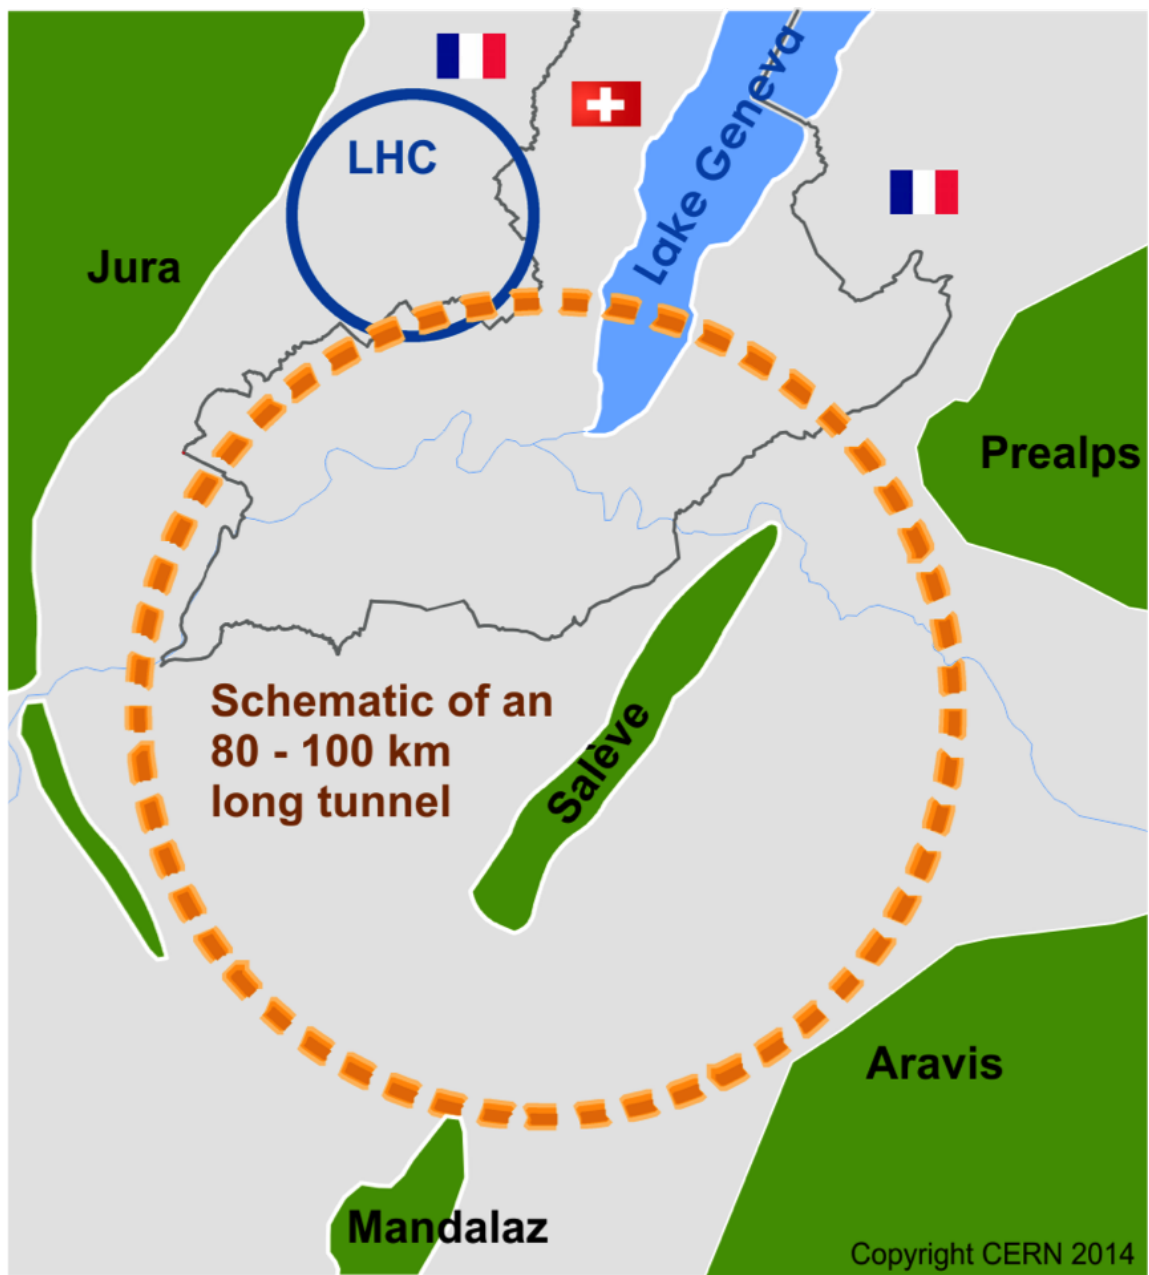 LHC
Lake Geneva
Jura
Prealps
Schematic of an
80 - 100 km
long tunnel
Salève
Aravis
Mandalaz
Copyright CERN 2014